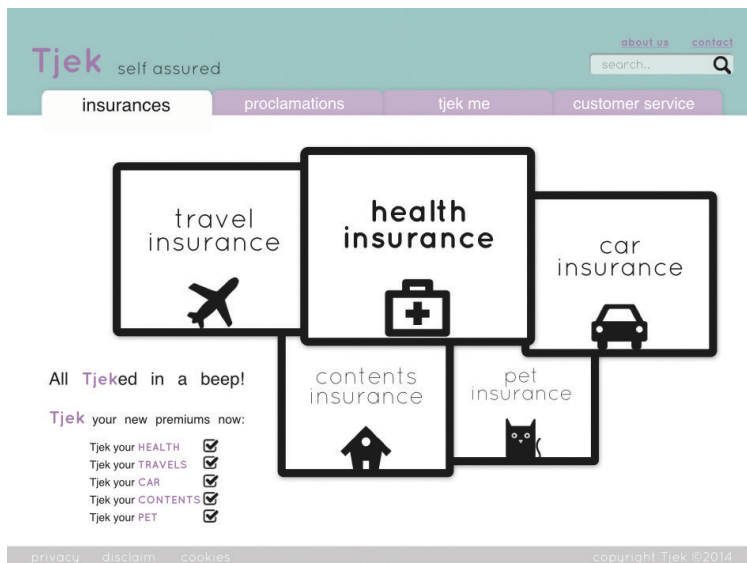 about us contact
Tjek self assured
search..
insurances proclamations tjek me customer service
travel
insurance
health
insurance
car
insurance
contents
insurance
pet
insurance
All Tjeked in a beep!
Tjek your new premiums now:
Tjek your HEALTH
Tjek your TRAVELS
Tjek your CAR
Tjek your CONTENTS
Tjek your PET
privacy disclaim cookies copyright Tjek ©2014